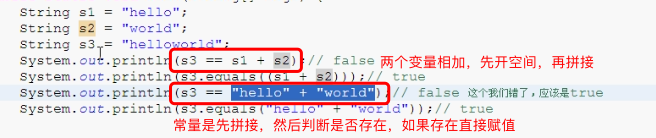 String s1 = "hello";
String s2 = "world";
String s3 = "helloworld";
System.out.println(s3 == s1 + s2);// false 两个变量相加，先开空间，再拼接
System.out.println(s3.equals((s1 + s2)));// true
System.out.println(s3 == "hello" + "world");// false 这个我们错了，应该是true
System.out.println(s3.equals("hello" + "world"));// true
常量是先拼接，然后判断是否存在，如果存在直接赋值